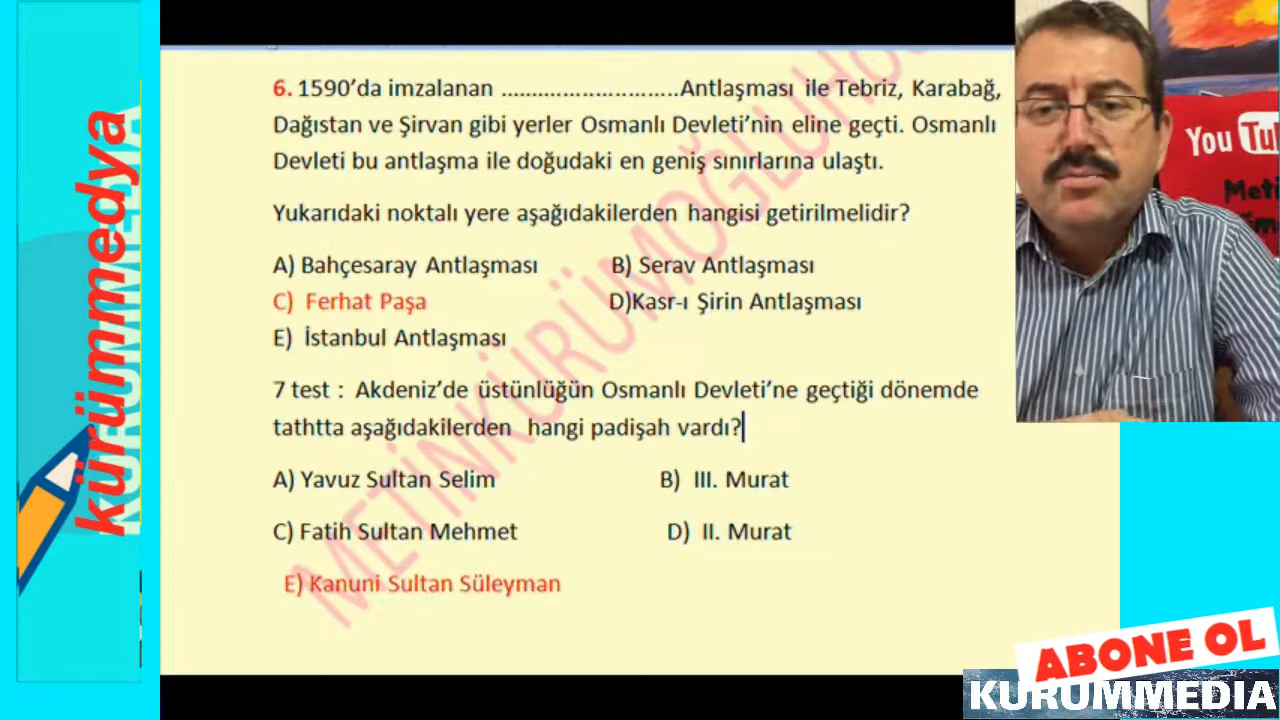 6. 1590’da imzalanan ................................Antlaşması ile Tebriz, Karabağ,
Dağıstan ve Şirvan gibi yerler Osmanlı Devleti’nin eline geçti. Osmanlı
Devleti bu antlaşma ile doğudaki en geniş sınırlarına ulaştı.
Yukarıdaki noktalı yere aşağıdakilerden hangisi getirilmelidir?
A) Bahçesaray Antlaşması B) Serav Antlaşması
C) Ferhat Paşa D)Kasr-ı Şirin Antlaşması
E) İstanbul Antlaşması
7 test : Akdeniz’de üstünlüğün Osmanlı Devleti’ne geçtiği dönemde
tathtta aşağıdakilerden hangi padişah vardı?
A) Yavuz Sultan Selim B) III. Murat
C) Fatih Sultan Mehmet D) II. Murat
E) Kanuni Sultan Süleyman
kürümmedya
METİNKÜRÜMOĞLUHO
You Tu
Meti
ABONE OL
KURUMMEDIA